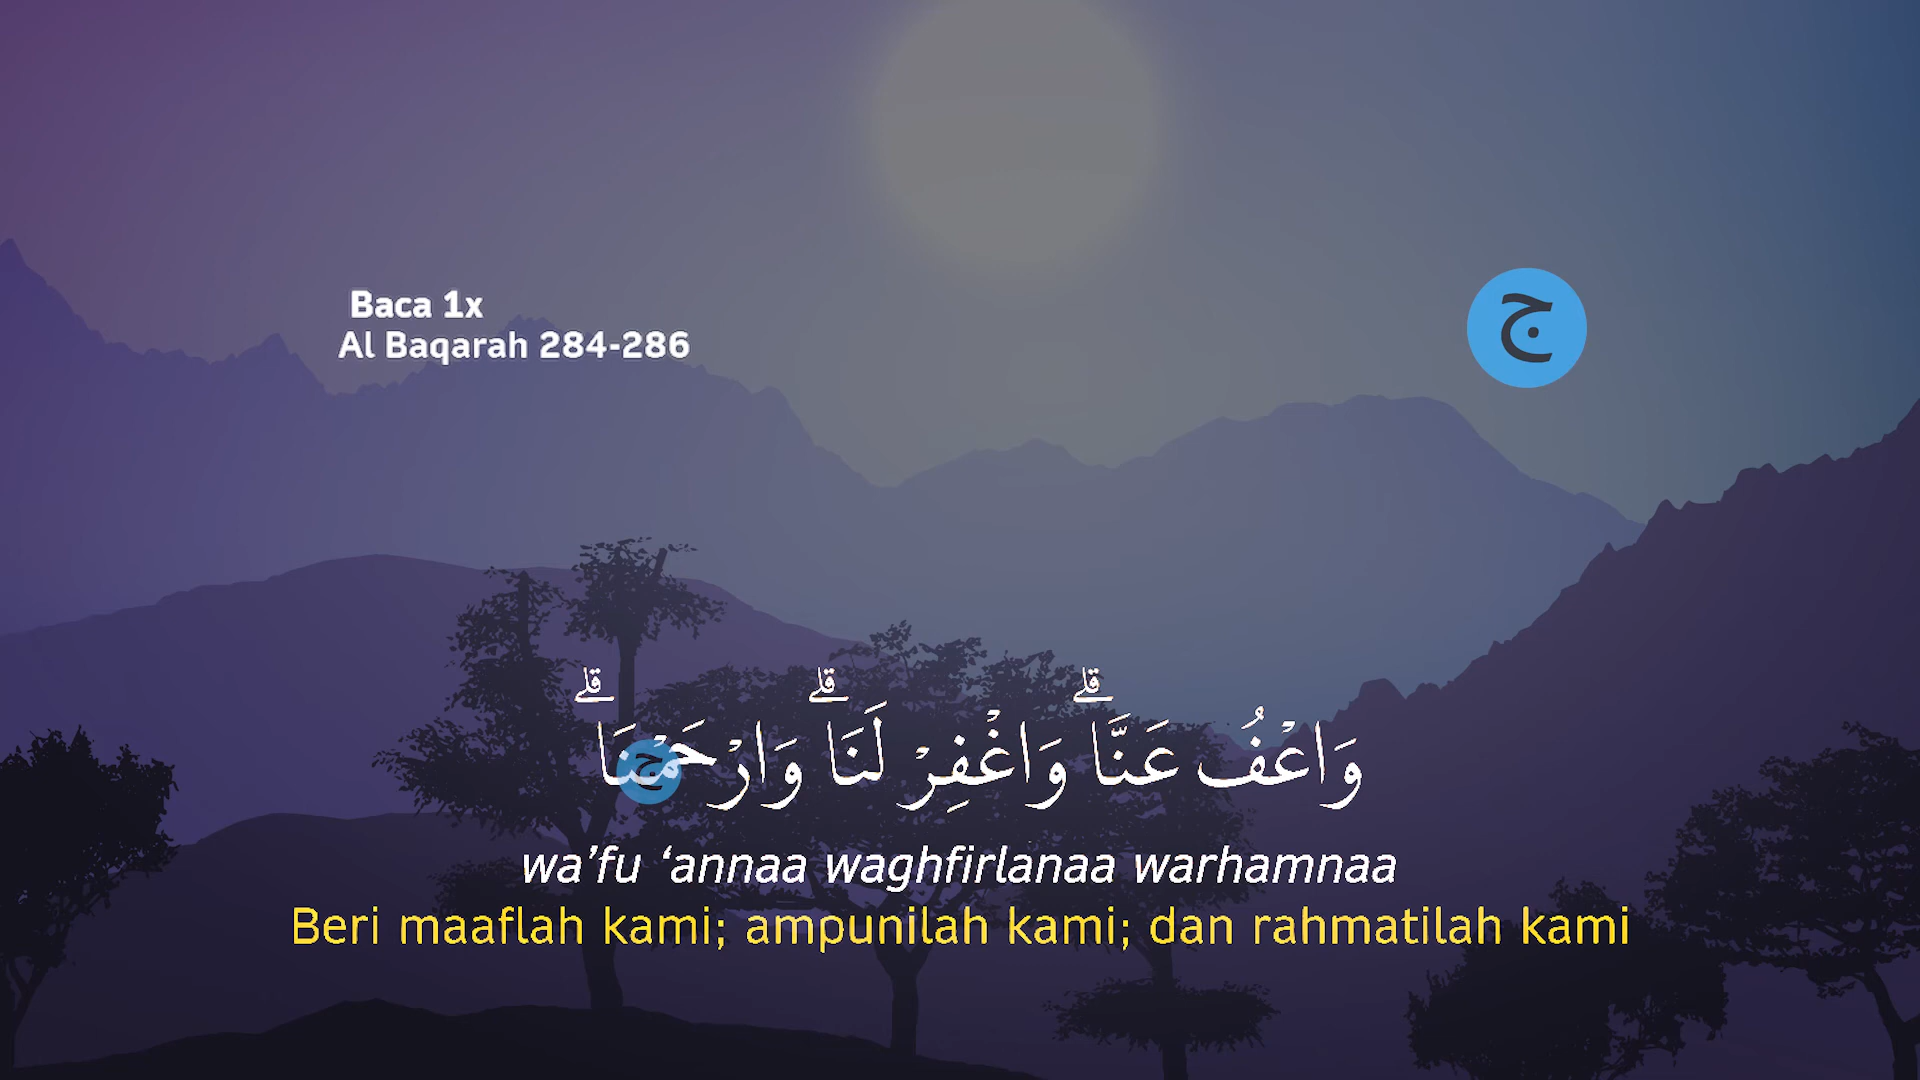 Baca 1x
Al Baqarah 284-286
ج
وَاعْفُ عَنَّاۗ وَاغْفِرْ لَنَاۗ وَارْحَمْنَاۗ
ج
wa’fu ‘annaa waghfirlanaa warhamnaa
Beri maaflah kami; ampunilah kami; dan rahmatilah kami